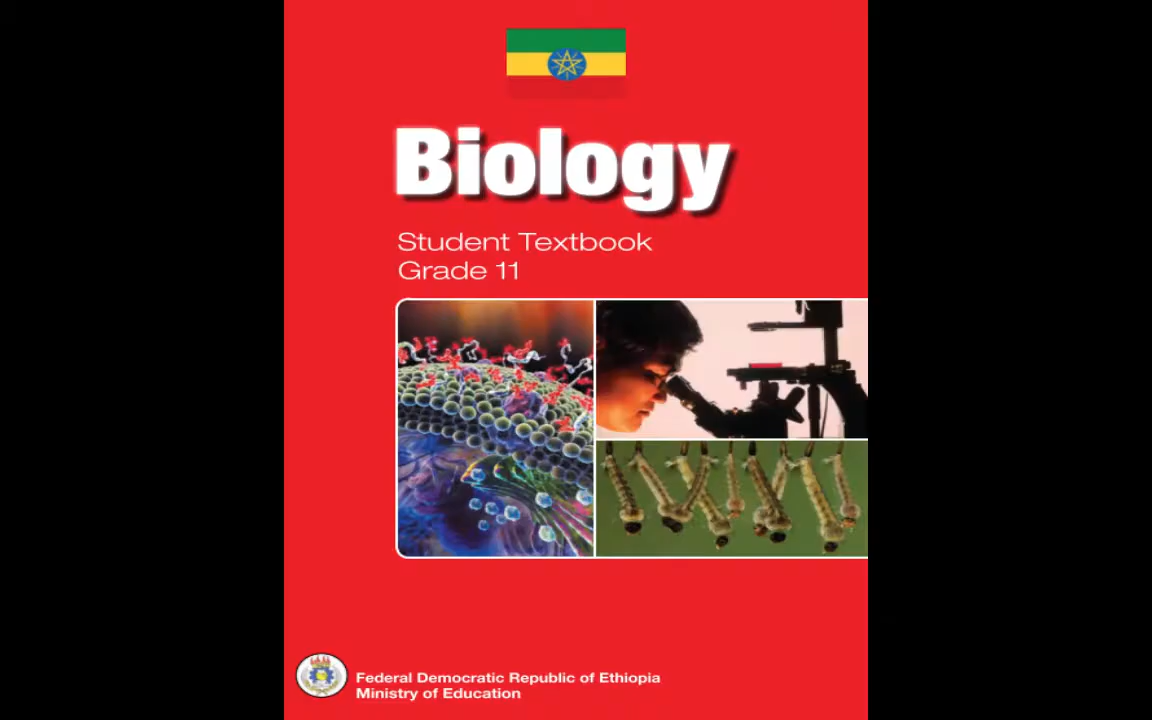 Biology
Student Textbook
Grade 11
Federal Democratic Republic of Ethiopia
Ministry of Education